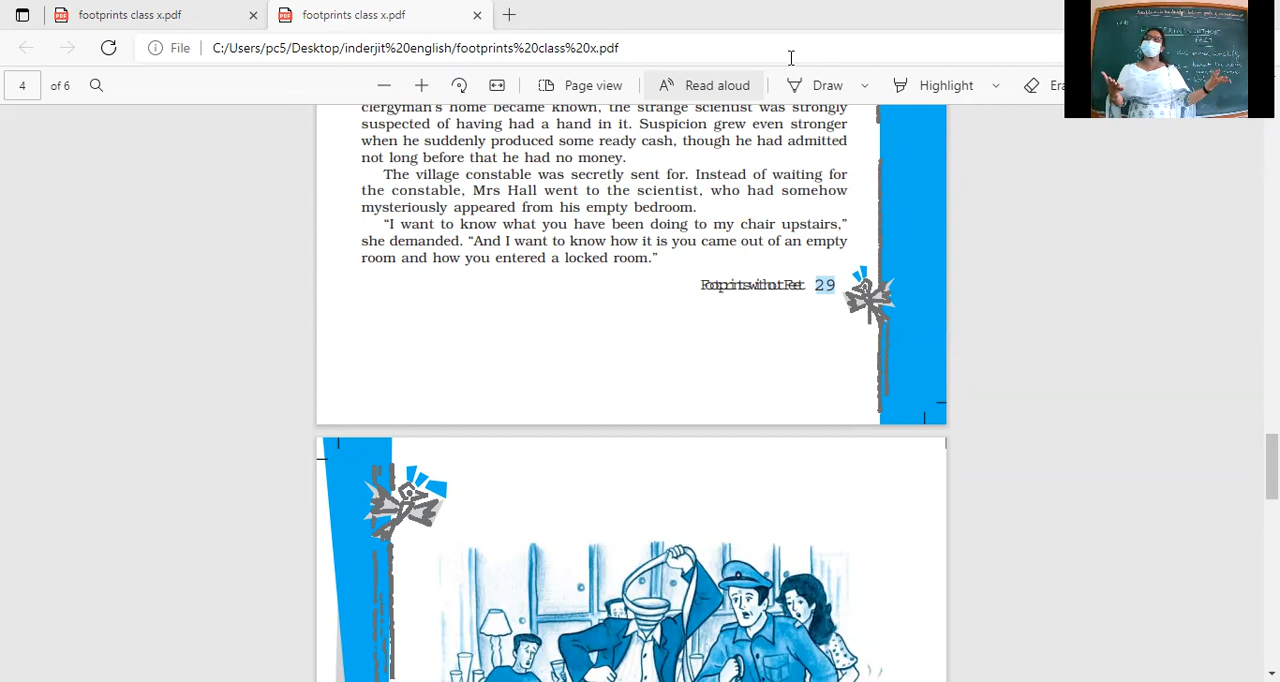 footprints class x.pdf
footprints class x.pdf
File C:/Users/pc5/Desktop/inderjit%20english/footprints%20class%20x.pdf
4 of 6 Page view Read aloud Draw Highlight Era
clergyman's home became known, the strange scientist was strongly
suspected of having had a hand in it. Suspicion grew even stronger
when he suddenly produced some ready cash, though he had admitted
not long before that he had no money.
The village constable was secretly sent for. Instead of waiting for
the constable, Mrs Hall went to the scientist, who had somehow
mysteriously appeared from his empty bedroom.
“I want to know what you have been doing to my chair upstairs,”
she demanded. “And I want to know how it is you came out of an empty
room and how you entered a locked room.”
29